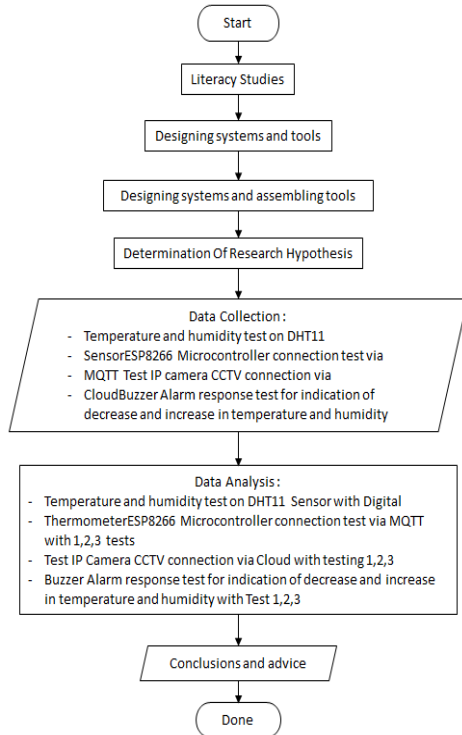 Start
Literacy Studies
Designing systems and tools
Designing systems and assembling tools
Determination Of Research Hypothesis
Data Collection :
- Temperature and humidity test on DHT11
- SensorESP8266 Microcontroller connection test via
- MQTT Test IP camera CCTV connection via
- CloudBuzzer Alarm response test for indication of
decrease and increase in temperature and humidity
Data Analysis :
- Temperature and humidity test on DHT11 Sensor with Digital
- ThermometerESP8266 Microcontroller connection test via MQTT
with 1,2,3 tests
- Test IP Camera CCTV connection via Cloud with testing 1,2,3
- Buzzer Alarm response test for indication of decrease and increase
in temperature and humidity with Test 1,2,3
Conclusions and advice
Done